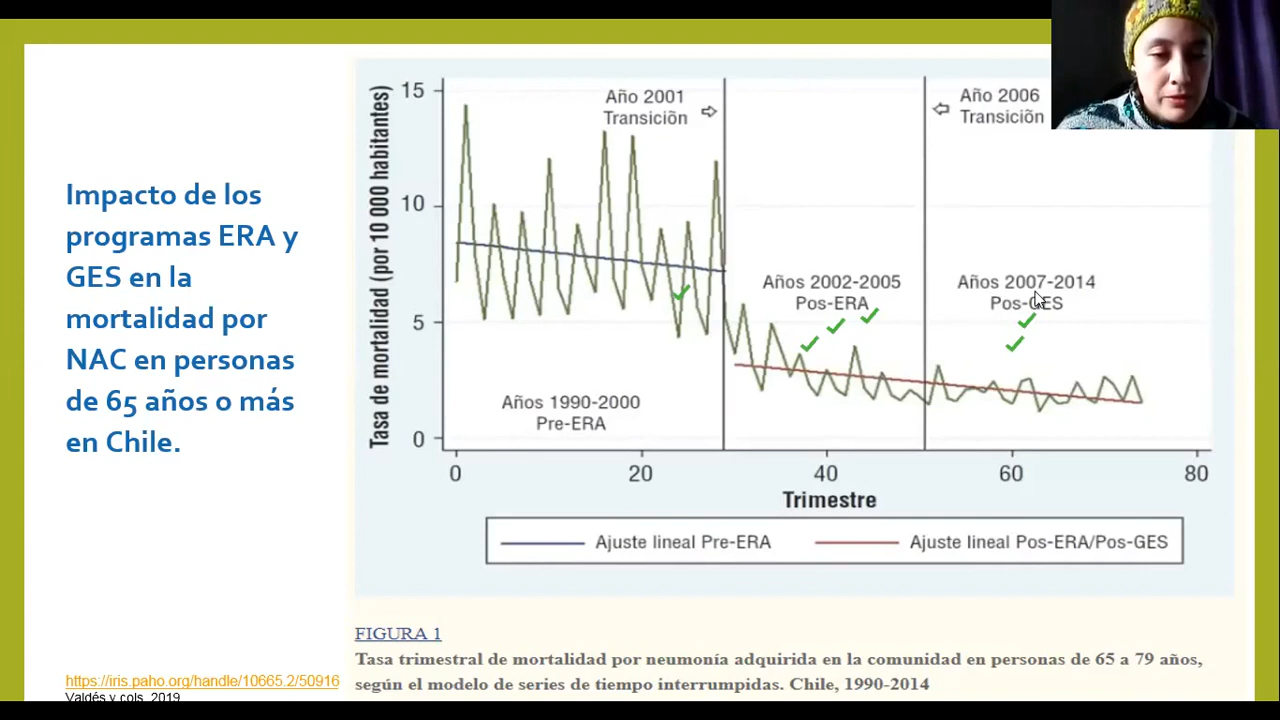 Impacto de los
programas ERA y
GES en la
mortalidad por
NAC en personas
de 65 años o más
en Chile.
https://iris.paho.org/handle/10665.2/50916
Valdés y cols, 2019
Tasa de mortalidad (por 10 000 habitantes)
15
10
5
0
Año 2001
Transiciõn
Año 2006
Transiciõn
Años 2002-2005
Pos-ERA
Años 2007-2014
Pos-GES
Años 1990-2000
Pre-ERA
0 20 40 60 80
Trimestre
Ajuste lineal Pre-ERA
Ajuste lineal Pos-ERA/Pos-GES
FIGURA 1
Tasa trimestral de mortalidad por neumonía adquirida en la comunidad en personas de 65 a 79 años,
según el modelo de series de tiempo interrumpidas. Chile, 1990-2014